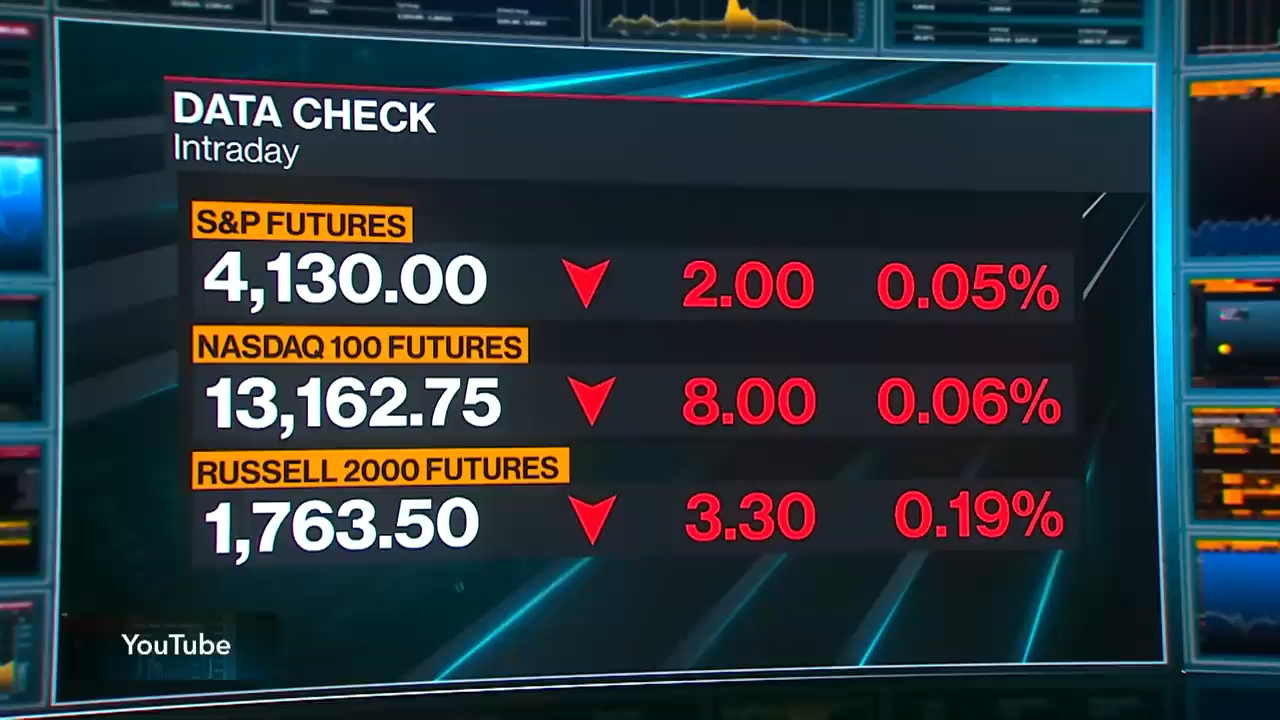 DATA CHECK
Intraday
S&P FUTURES
4,130.00 2.00 0.05%
NASDAQ 100 FUTURES
13,162.75 8.00 0.06%
RUSSELL 2000 FUTURES
1,763.50 3.30 0.19%
YouTube